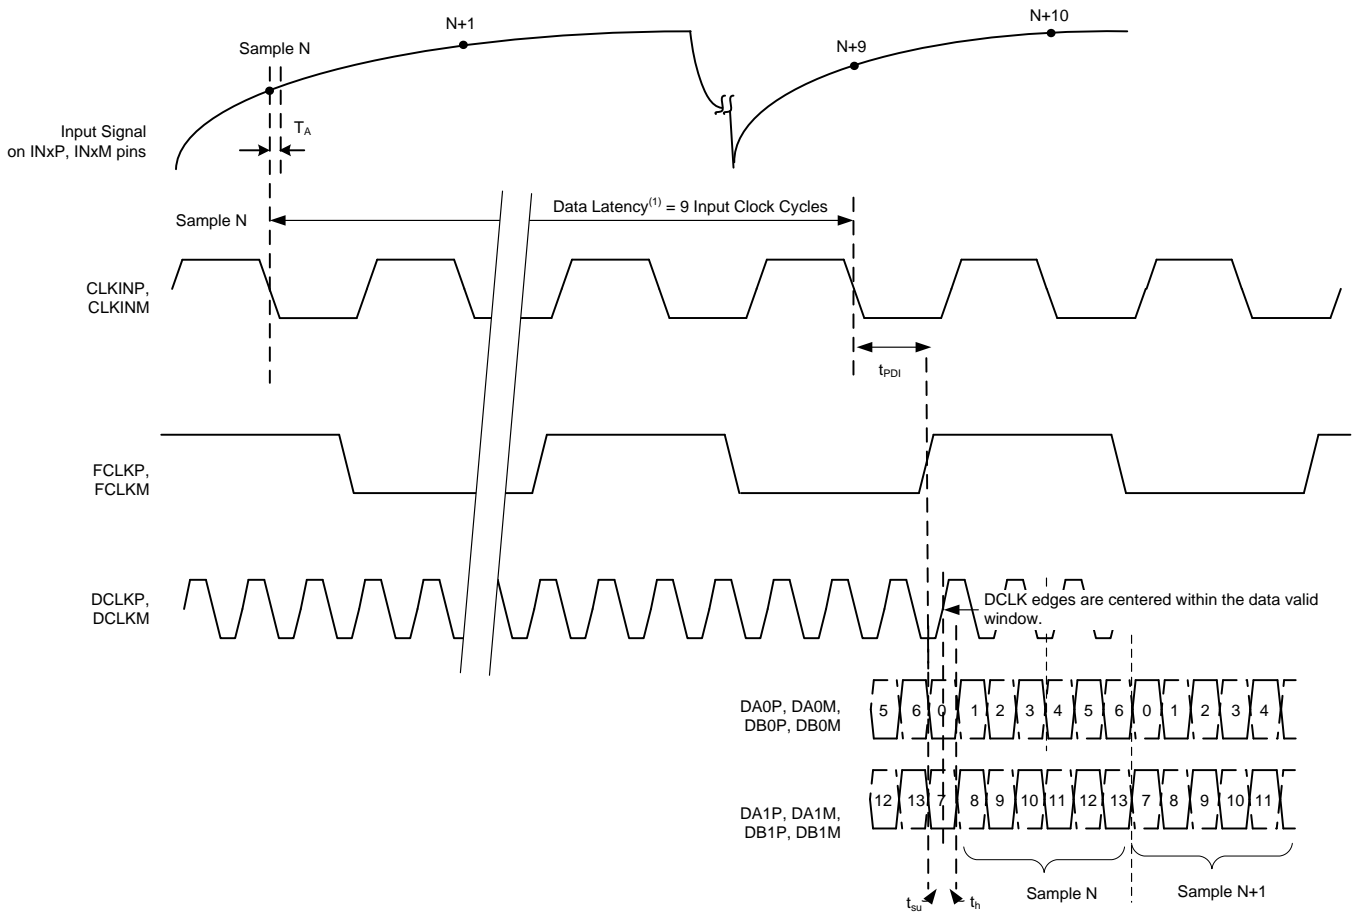 N+10
N+1
N+9
Sample N
T_A
Input Signal
on INxP, INxM pins
Data Latency(1) = 9 Input Clock Cycles
Sample N
CLKINP,
CLKINM
t_PDI
FCLKP,
FCLKM
DCLKP,
DCLKM
DCLK edges are centered within the data valid
window.
DA0P, DA0M,
DB0P, DB0M
5 6 0 1 2 3 4 5 6 0 1 2 3 4
DA1P, DA1M,
DB1P, DB1M
12 13 7 8 9 10 11 12 13 7 8 9 10 11
Sample N
Sample N+1
t_su
t_h